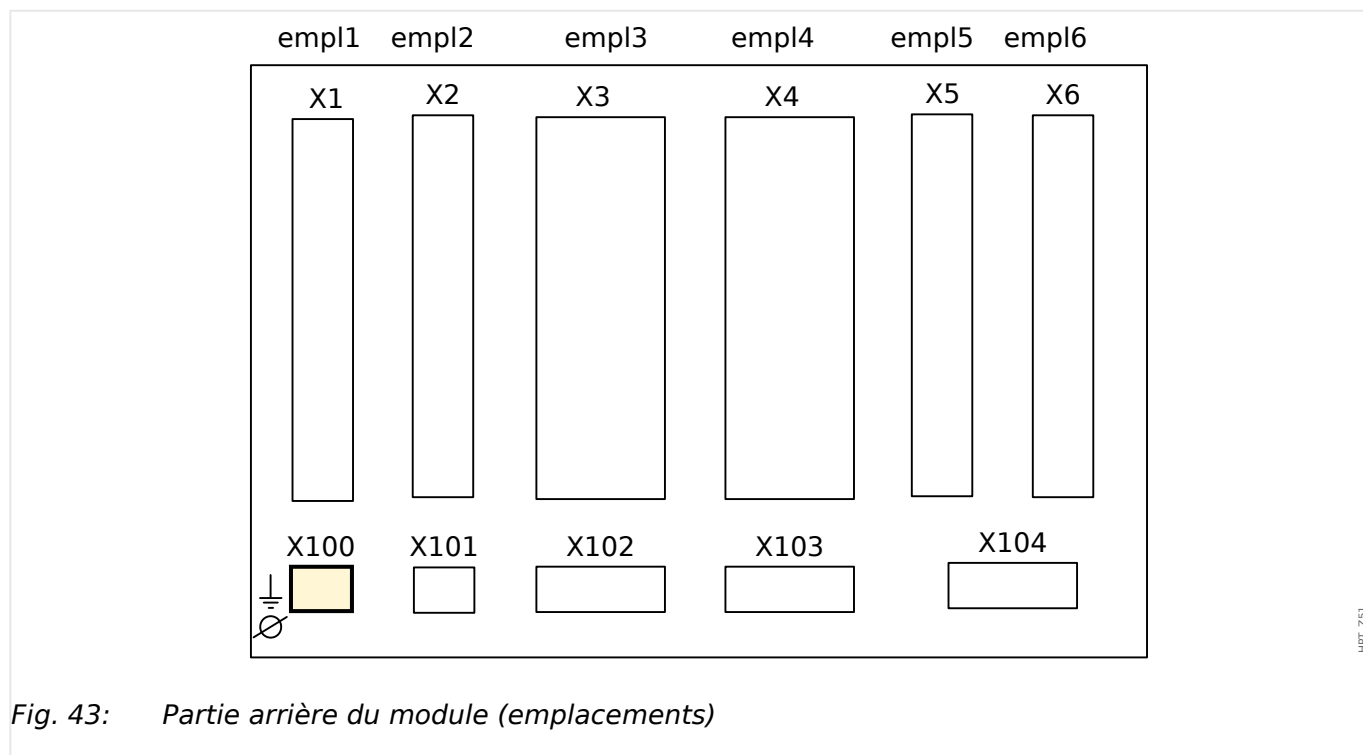 empl1 empl2 empl3 empl4 empl5 empl6
X1 X2 X3 X4 X5 X6
X100 X101 X102 X103 X104
Fig. 43: Partie arrière du module (emplacements)